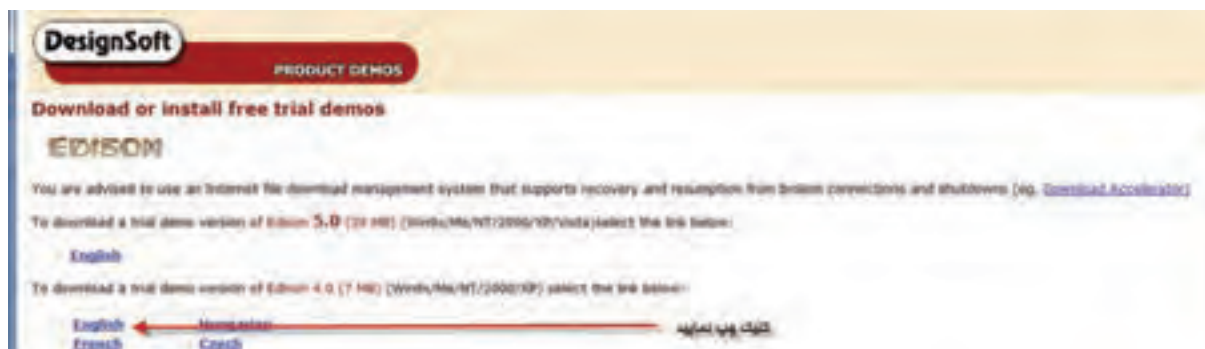 DesignSoft
PRODUCT DEMOS
Download or install free trial demos
EDISON
You are advised to use an Internet file download management system that supports recovery and resumption from broken connections and shutdowns (eg. Download Accelerator)
To download a trial demo version of Edison 5.0 (20 MB) (Win9x/Me/NT/2000/XP/Vista) select the link below:
English
To download a trial demo version of Edison 4.0 (7 MB) (Win9x/Me/NT/2000/XP) select the link below:
English Hungarian کلیک چپ نمایید
French Czech